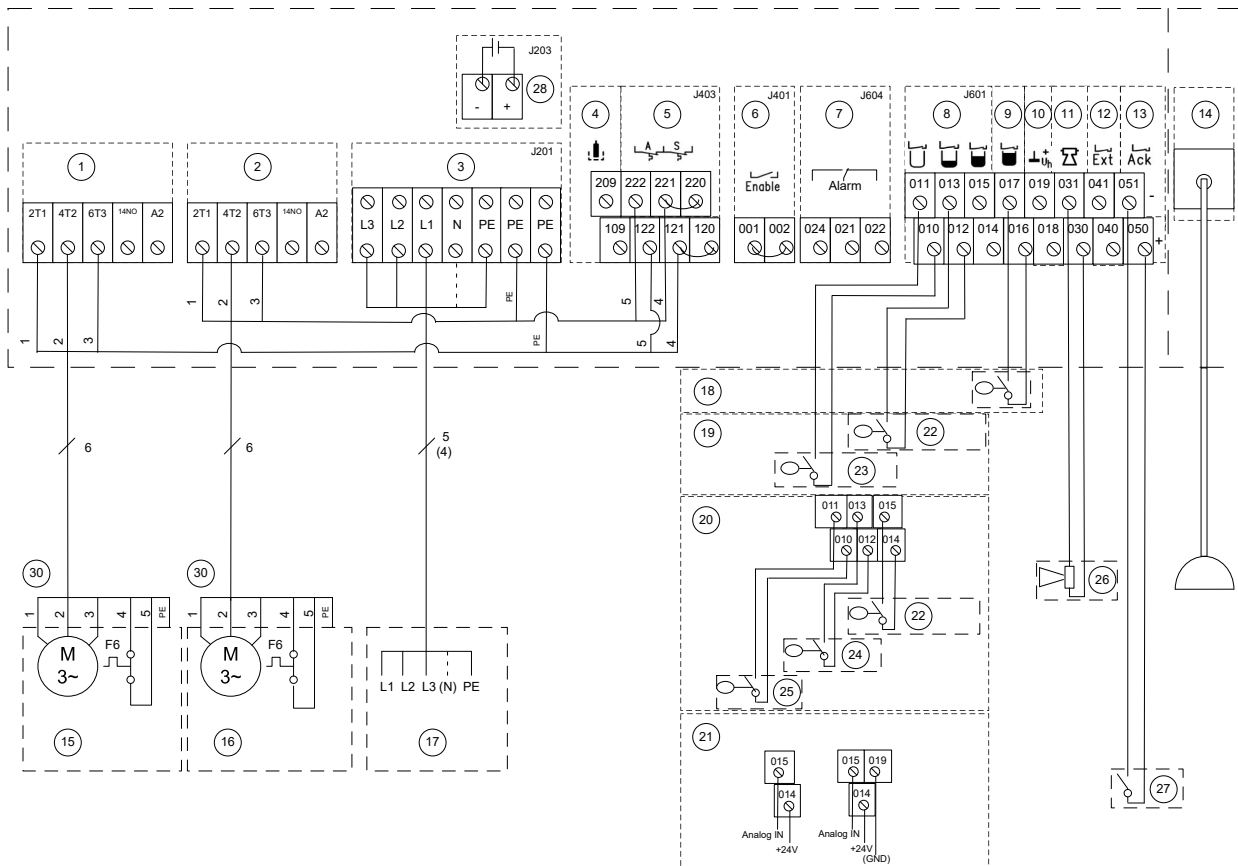 J203
28
- +
J403
J401
J604
J601
4
5
6
7
8
9
10
11
12
13
14
1
2
3
J201
A S
Enable
Alarm
+
Uh
Ext
Ack
2T1 4T2 6T3 14NO A2
2T1 4T2 6T3 14NO A2
L3 L2 L1 N PE PE PE
209 222 221 220
109 122 121 120
001 002
024 021 022
011 013 015 017 019 031 041 051 -
010 012 014 016 018 030 040 050 +
1 2 3
1 2 3
PE
PE
5 4
5 4
18
19
22
23
6
6
5
(4)
20
011 013 015
010 012 014
22
24
25
26
30
30
1 2 3 4 5 PE
1 2 3 4 5 PE
M
3~
F6
M
3~
F6
L1 L2 L3 (N) PE
15
16
17
21
015
014
Analog IN
+24V
015 019
014
Analog IN
+24V
(GND)
27